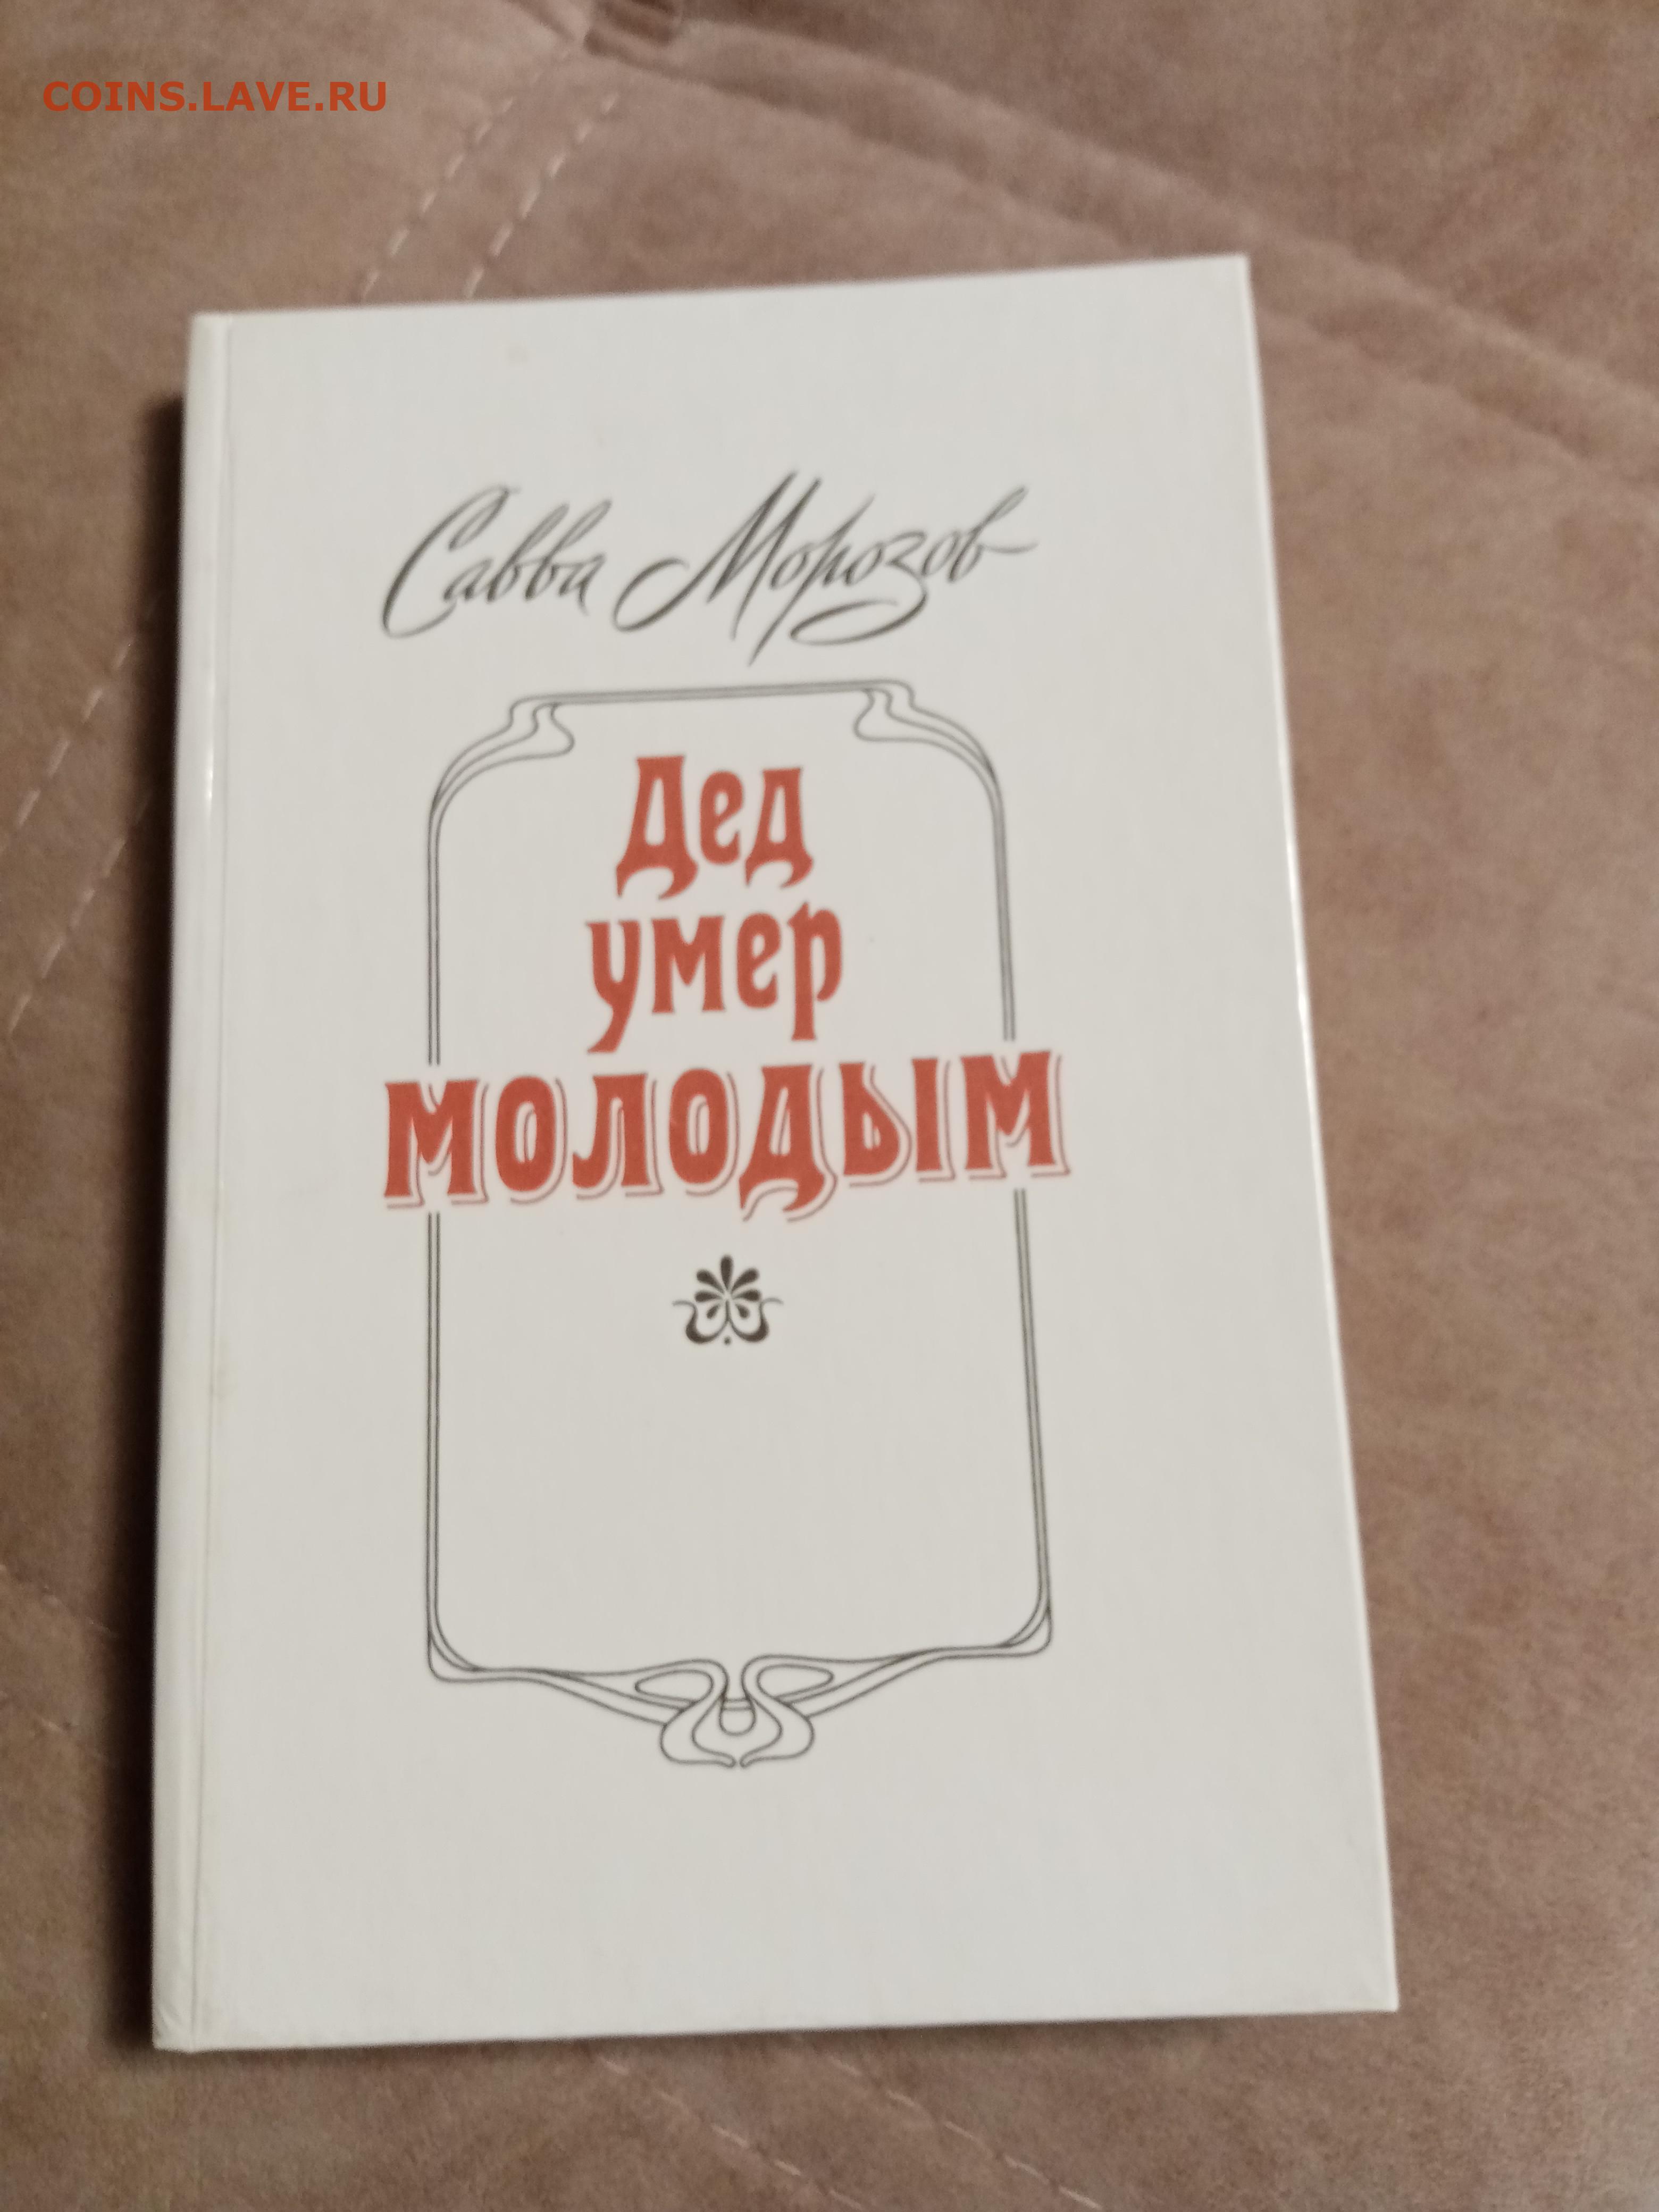 COINS.LAVE.RU
Савва Морозов
Дед
умер
молодым